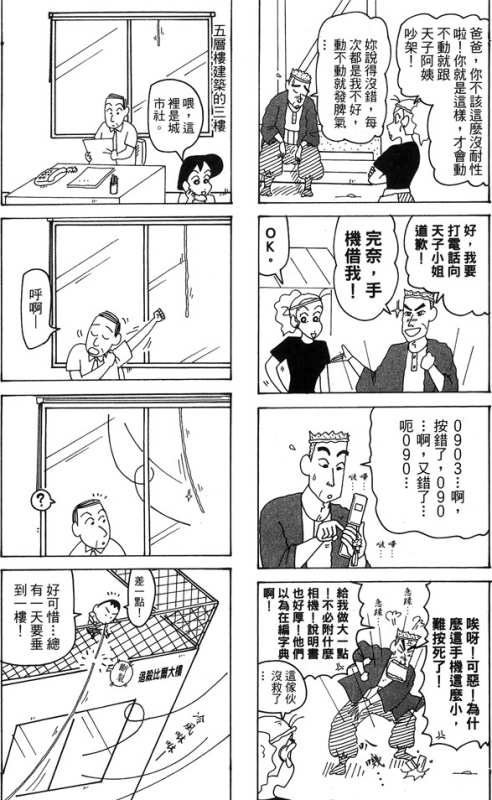 爸爸，你不該這麼沒耐性
啦！你就是這樣，才會動
不動就跟
天子阿姨
吵架！
妳說得沒錯，每
次都是我不好，
動不動就發脾氣
…
好，我要
打電話向
天子小姐
道歉！
完奈，手
機借我！
OK。
0903…啊，
按錯了，090
…啊，又錯了…
呃090…
唉呀！可惡！為什
麼這手機這麼小，
難按死了！
給我做大一點
！不必附什麼
相機！說明書
也好厚！他們
以為在編字典
啊！
這傢伙
沒救了
五層樓建築的三樓
喂，這
裡是城
市社。
呼啊—
？
差一點！
追殺比爾大樓
好可惜…總
有一天要垂
到一樓！